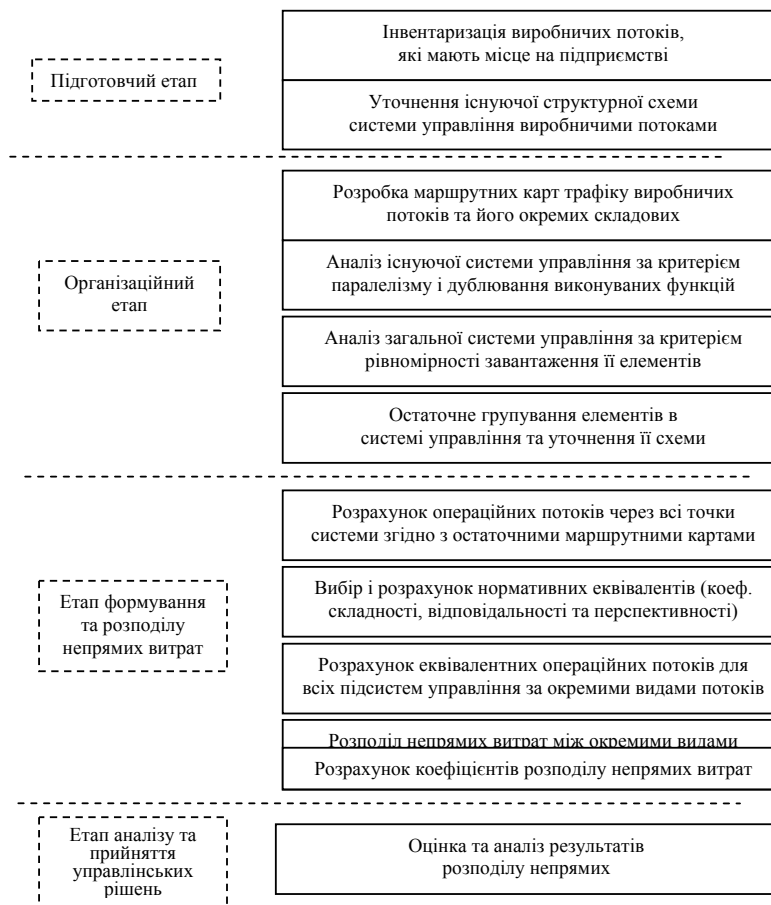 Підготовчий етап
Інвентаризація виробничих потоків,
які мають місце на підприємстві
Уточнення існуючої структурної схеми
системи управління виробничими потоками
Організаційний
етап
Розробка маршрутних карт трафіку виробничих
потоків та його окремих складових
Аналіз існуючої системи управління за критерієм
паралелізму і дублювання виконуваних функцій
Аналіз загальної системи управління за критерієм
рівномірності завантаження її елементів
Остаточне групування елементів в
системі управління та уточнення її схеми
Етап формування
та розподілу
непрямих витрат
Розрахунок операційних потоків через всі точки
системи згідно з остаточними маршрутними картами
Вибір і розрахунок нормативних еквівалентів (коеф.
складності, відповідальності та перспективності)
Розрахунок еквівалентних операційних потоків для
всіх підсистем управління за окремими видами потоків
Розподіл непрямих витрат між окремими видами
Розрахунок коефіцієнтів розподілу непрямих витрат
Етап аналізу та
прийняття
управлінських
рішень
Оцінка та аналіз результатів
розподілу непрямих